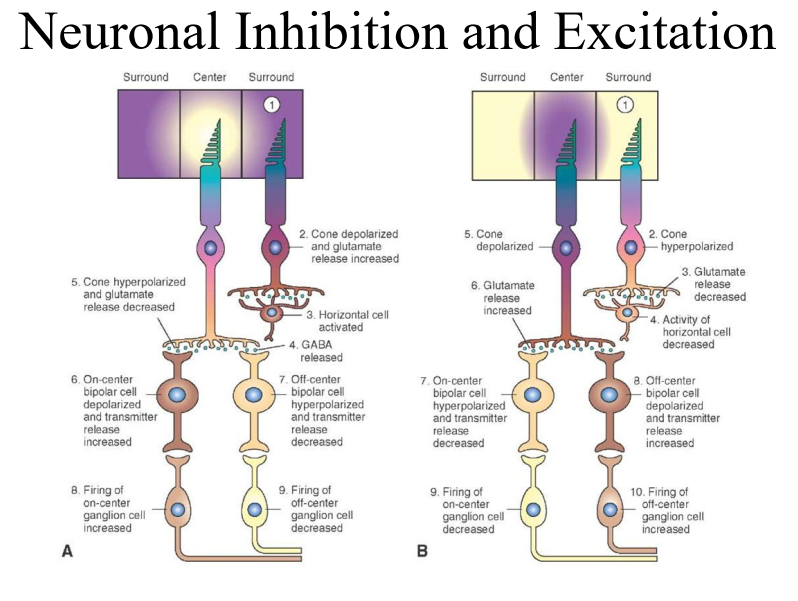 Neuronal Inhibition and Excitation
Surround
Center
Surround
1
2. Cone depolarized
and glutamate
release increased
5. Cone hyperpolarized
and glutamate
release decreased
3. Horizontal cell
activated
4. GABA
released
6. On-center
bipolar cell
depolarized
and transmitter
release
increased
7. Off-center
bipolar cell
hyperpolarized
and transmitter
release
decreased
8. Firing of
on-center
ganglion cell
increased
9. Firing of
off-center
ganglion cell
decreased
A
Surround
Center
Surround
1
5. Cone
depolarized
2. Cone
hyperpolarized
3. Glutamate
release
decreased
6. Glutamate
release
increased
4. Activity of
horizontal cell
decreased
7. On-center
bipolar cell
hyperpolarized
and transmitter
release
decreased
8. Off-center
bipolar cell
depolarized
and transmitter
release
increased
9. Firing of
on-center
ganglion cell
decreased
10. Firing of
off-center
ganglion cell
increased
B